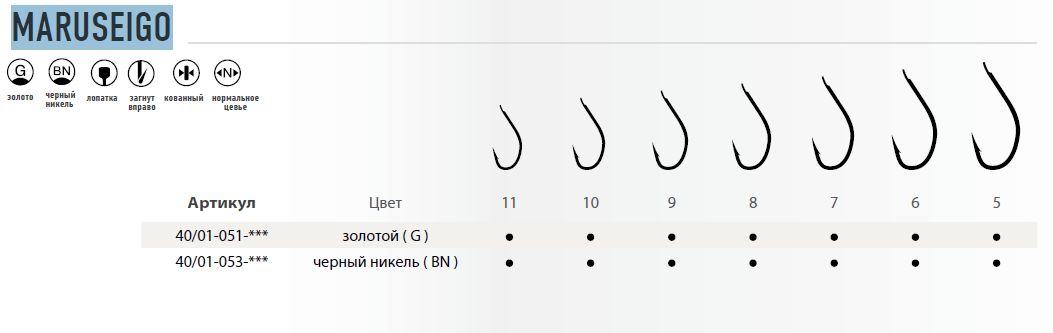 MARUSEIGO
G BN N
золото черный никель лопатка загнут вправо кованный нормальное цевье
Артикул Цвет 11 10 9 8 7 6 5
40/01-051-*** золотой ( G ) • • • • • • •
40/01-053-*** черный никель ( BN ) • • • • • • •